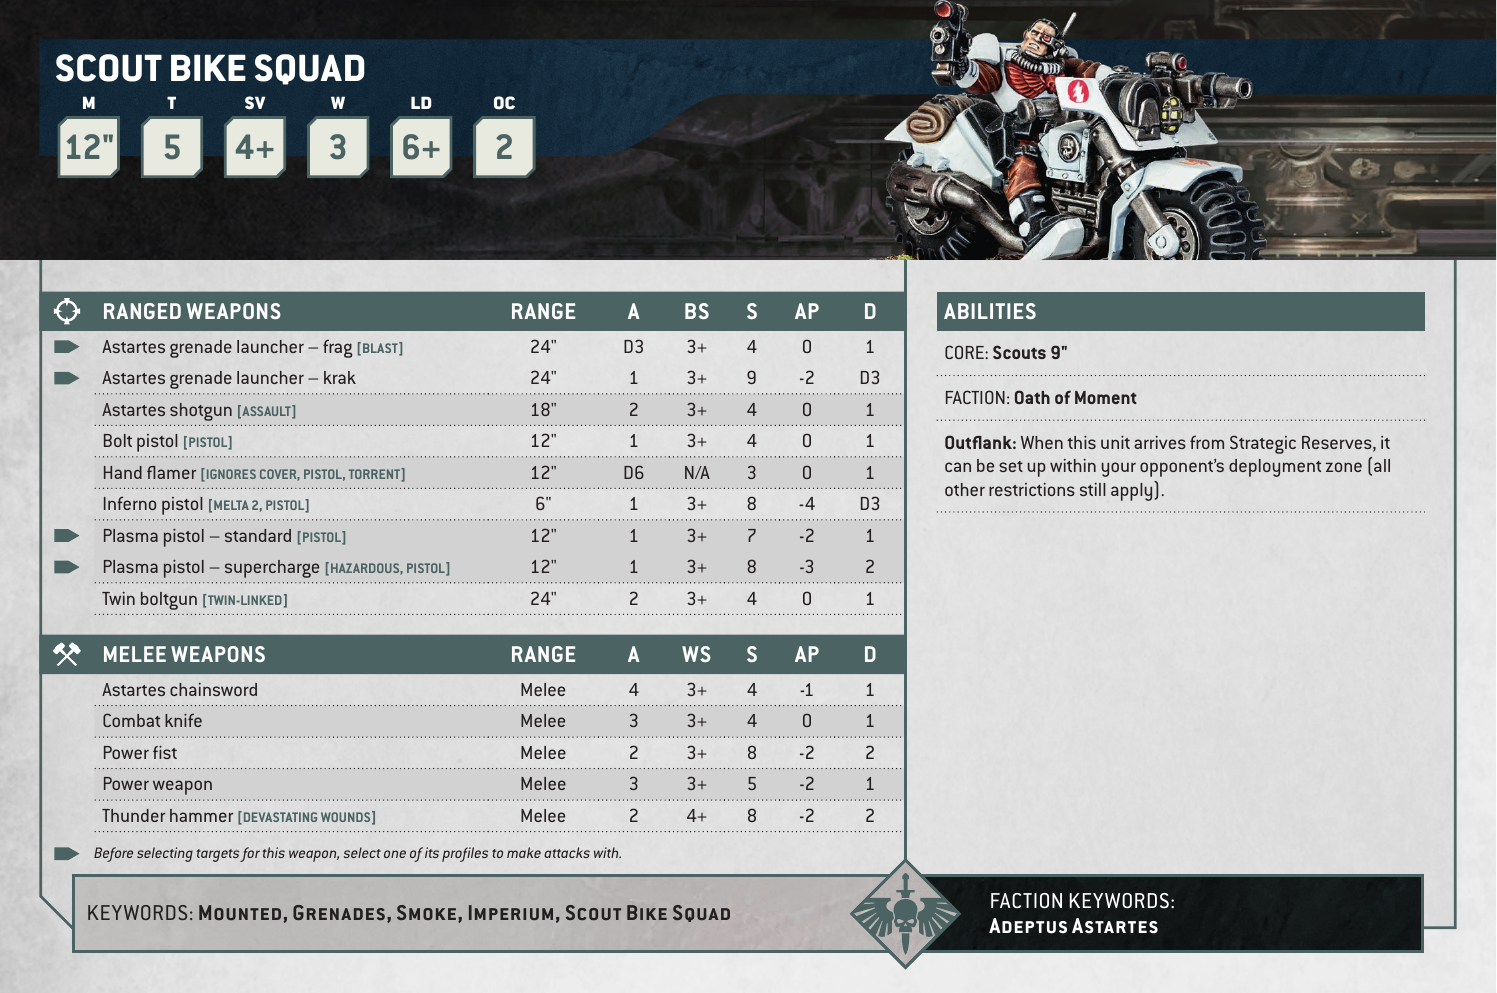 SCOUT BIKE SQUAD
M T SV W LD OC
12" 5 4+ 3 6+ 2
RANGED WEAPONS RANGE A BS S AP D
Astartes grenade launcher – frag [BLAST] 24" D3 3+ 4 0 1
Astartes grenade launcher – krak 24" 1 3+ 9 -2 D3
Astartes shotgun [ASSAULT] 18" 2 3+ 4 0 1
Bolt pistol [PISTOL] 12" 1 3+ 4 0 1
Hand flamer [IGNORES COVER, PISTOL, TORRENT] 12" D6 N/A 3 0 1
Inferno pistol [MELTA 2, PISTOL] 6" 1 3+ 8 -4 D3
Plasma pistol – standard [PISTOL] 12" 1 3+ 7 -2 1
Plasma pistol – supercharge [HAZARDOUS, PISTOL] 12" 1 3+ 8 -3 2
Twin boltgun [TWIN-LINKED] 24" 2 3+ 4 0 1
MELEE WEAPONS RANGE A WS S AP D
Astartes chainsword Melee 4 3+ 4 -1 1
Combat knife Melee 3 3+ 4 0 1
Power fist Melee 2 3+ 8 -2 2
Power weapon Melee 3 3+ 5 -2 1
Thunder hammer [DEVASTATING WOUNDS] Melee 2 4+ 8 -2 2
Before selecting targets for this weapon, select one of its profiles to make attacks with.
ABILITIES
CORE: Scouts 9"
FACTION: Oath of Moment
Outflank: When this unit arrives from Strategic Reserves, it
can be set up within your opponent's deployment zone (all
other restrictions still apply).
KEYWORDS: MOUNTED, GRENADES, SMOKE, IMPERIUM, SCOUT BIKE SQUAD
FACTION KEYWORDS:
ADEPTUS ASTARTES